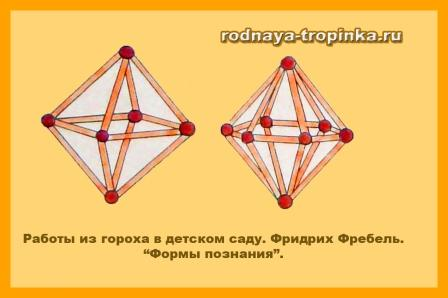 rodnaya-tropinka.ru
Работы из гороха в детском саду. Фридрих Фребель.
“Формы познания”.